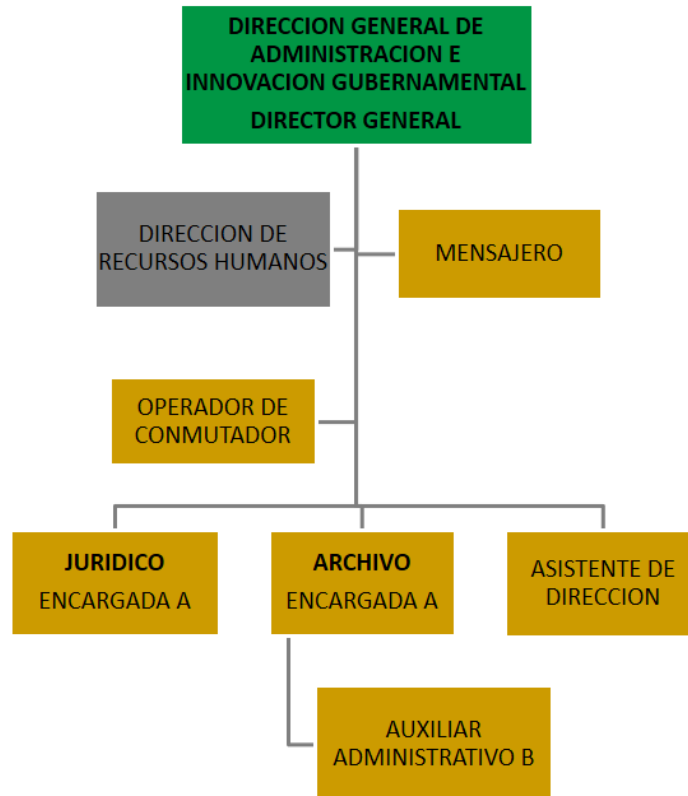 DIRECCION GENERAL DE
ADMINISTRACION E
INNOVACION GUBERNAMENTAL
DIRECTOR GENERAL
DIRECCION DE
RECURSOS HUMANOS
MENSAJERO
OPERADOR DE
CONMUTADOR
JURIDICO
ENCARGADA A
ARCHIVO
ENCARGADA A
ASISTENTE DE
DIRECCION
AUXILIAR
ADMINISTRATIVO B